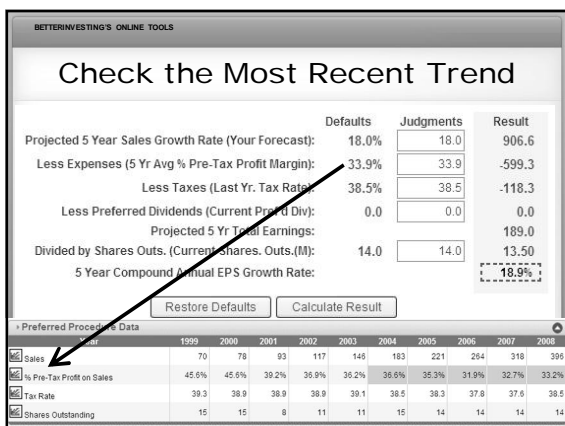 BETTERINVESTING'S ONLINE TOOLS
Check the Most Recent Trend
Defaults Judgments Result
Projected 5 Year Sales Growth Rate (Your Forecast): 18.0% 18.0 906.6
Less Expenses (5 Yr Avg % Pre-Tax Profit Margin): 33.9% 33.9 -599.3
Less Taxes (Last Yr. Tax Rate): 38.5% 38.5 -118.3
Less Preferred Dividends (Current Pref'd Div): 0.0 0.0 0.0
Projected 5 Yr Total Earnings: 189.0
Divided by Shares Outs. (Current Shares. Outs.(M): 14.0 14.0 13.50
5 Year Compound Annual EPS Growth Rate: 18.9%
Restore Defaults Calculate Result
Preferred Procedure Data
Year 1999 2000 2001 2002 2003 2004 2005 2006 2007 2008
Sales 70 78 93 117 146 183 221 264 318 396
% Pre-Tax Profit on Sales 45.6% 45.6% 39.2% 36.9% 36.2% 36.6% 35.3% 31.9% 32.7% 33.2%
Tax Rate 39.3 38.9 38.9 38.9 39.1 38.5 38.3 37.8 37.6 38.5
Shares Outstanding 15 15 8 11 11 15 14 14 14 14